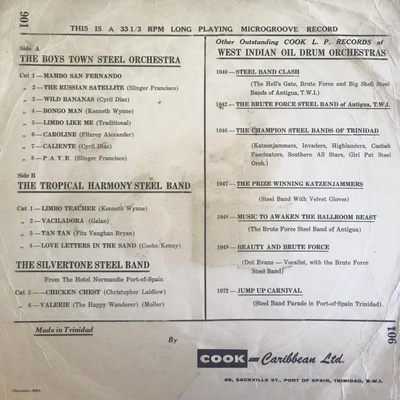 901
THIS IS A 33 1/3 RPM LONG PLAYING MICROGROOVE RECORD
Side A
THE BOYS TOWN STEEL ORCHESTRA
Cut 1 — MAMBO SAN FERNANDO
„ 2 — THE RUSSIAN SATELLITE (Slinger Francisco)
„ 3 — WILD BANANAS (Cyril Diaz)
„ 4 — BONGO MAN (Kenneth Wynne)
„ 5 — LIMBO LIKE ME (Traditional)
„ 6 — CAROLINE (Fitzroy Alexander)
„ 7 — CALIENTE (Cyril Diaz)
„ 8 — P A Y E (Slinger Francisco)
Side B
THE TROPICAL HARMONY STEEL BAND
Cut 1 — LIMBO TEACHER (Kenneth Wynne)
„ 2 — VACILADORA (Galan)
„ 3 — TAN TAN (Fitz Vaughan Bryan)
„ 4 — LOVE LETTERS IN THE SAND (Cooks-Kenny)
THE SILVERTONE STEEL BAND
From The Hotel Normandie Port-of-Spain
Cut 5 — CHICKEN CHEST (Christopher Laidlow)
„ 6 — VALERIE (The Happy Wanderer) (Moller)
Other Outstanding COOK L. P. RECORDS of
WEST INDIAN OIL DRUM ORCHESTRAS
1040 — STEEL BAND CLASH
(The Hell's Gate, Brute Force and Big Shell Steel
Bands of Antigua, T.W.I.)
1042 — THE BRUTE FORCE STEEL BAND of Antigua, T.W.I.
1046 — THE CHAMPION STEEL BANDS OF TRINIDAD
(Katzenjammers, Invaders, Highlanders, Casbah
Fascinators, Southern All Stars, Girl Pat Steel
Orch.)
1047 — THE PRIZE WINNING KATZENJAMMERS
(Steel Band With Velvet Gloves)
1048 — MUSIC TO AWAKEN THE BALLROOM BEAST
(The Brute Force Steel Band of Antigua)
1049 — BEAUTY AND BRUTE FORCE
(Dot Evans — Vocalist, with the Brute Force
Steel Band)
1072 — JUMP UP CARNIVAL
(Steel Band Parade in Port-of-Spain Trinidad)
Made in Trinidad
By
COOK — Caribbean Ltd.
26, SACKVILLE ST., PORT OF SPAIN, TRINIDAD, B.W.I.
901